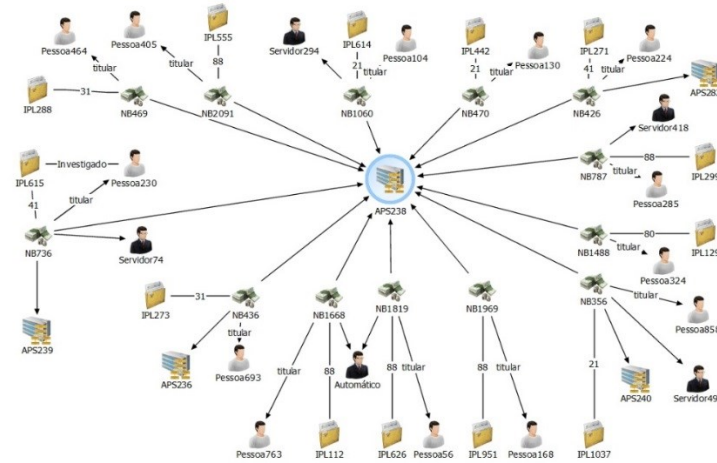 Pessoa464
Pessoa405
IPL555
Servidor294
IPL614
Pessoa104
IPL442
Pessoa130
IPL271
Pessoa224
titular
titular
88
21
titular
21
titular
41
titular
IPL288
31
NB469
NB2091
NB1060
NB470
NB426
Servidor418
IPL615
Investigado
Pessoa230
NB787
88
titular
Pessoa285
41
titular
APS238
NB736
Servidor74
NB1488
80
titular
Pessoa324
IPL273
31
NB436
NB1668
NB1819
NB1969
NB356
titular
APS239
titular
APS236
Pessoa693
Automático
titular
88
88
titular
88
titular
21
APS240
Pessoa763
IPL112
IPL626
Pessoa56
IPL951
Pessoa168
IPL1037